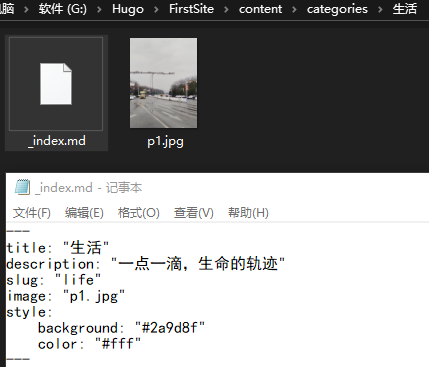 电脑 > 软件 (G:) > Hugo > FirstSite > content > categories > 生活
_index.md
p1.jpg
_index.md - 记事本
文件(F) 编辑(E) 格式(O) 查看(V) 帮助(H)
---
title: "生活"
description: "一点一滴，生命的轨迹"
slug: "life"
image: "p1.jpg"
style:
    background: "#2a9d8f"
    color: "#fff"
---